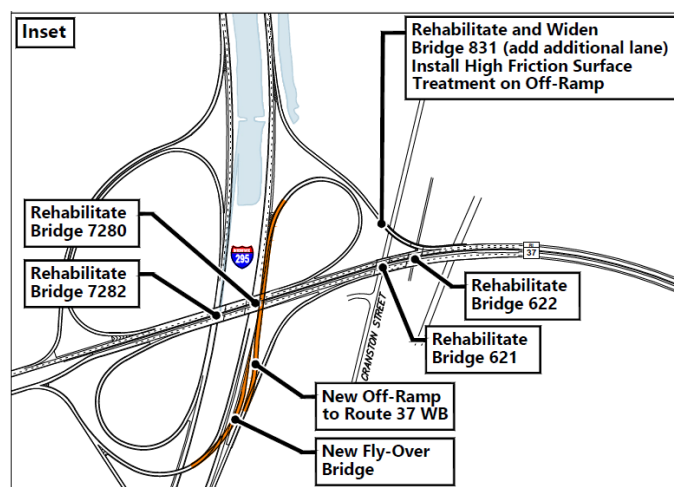 Inset
Rehabilitate and Widen
Bridge 831 (add additional lane)
Install High Friction Surface
Treatment on Off-Ramp
Rehabilitate
Bridge 7280
Rehabilitate
Bridge 7282
295
37
Rehabilitate
Bridge 622
Rehabilitate
Bridge 621
CRANSTON STREET
New Off-Ramp
to Route 37 WB
New Fly-Over
Bridge